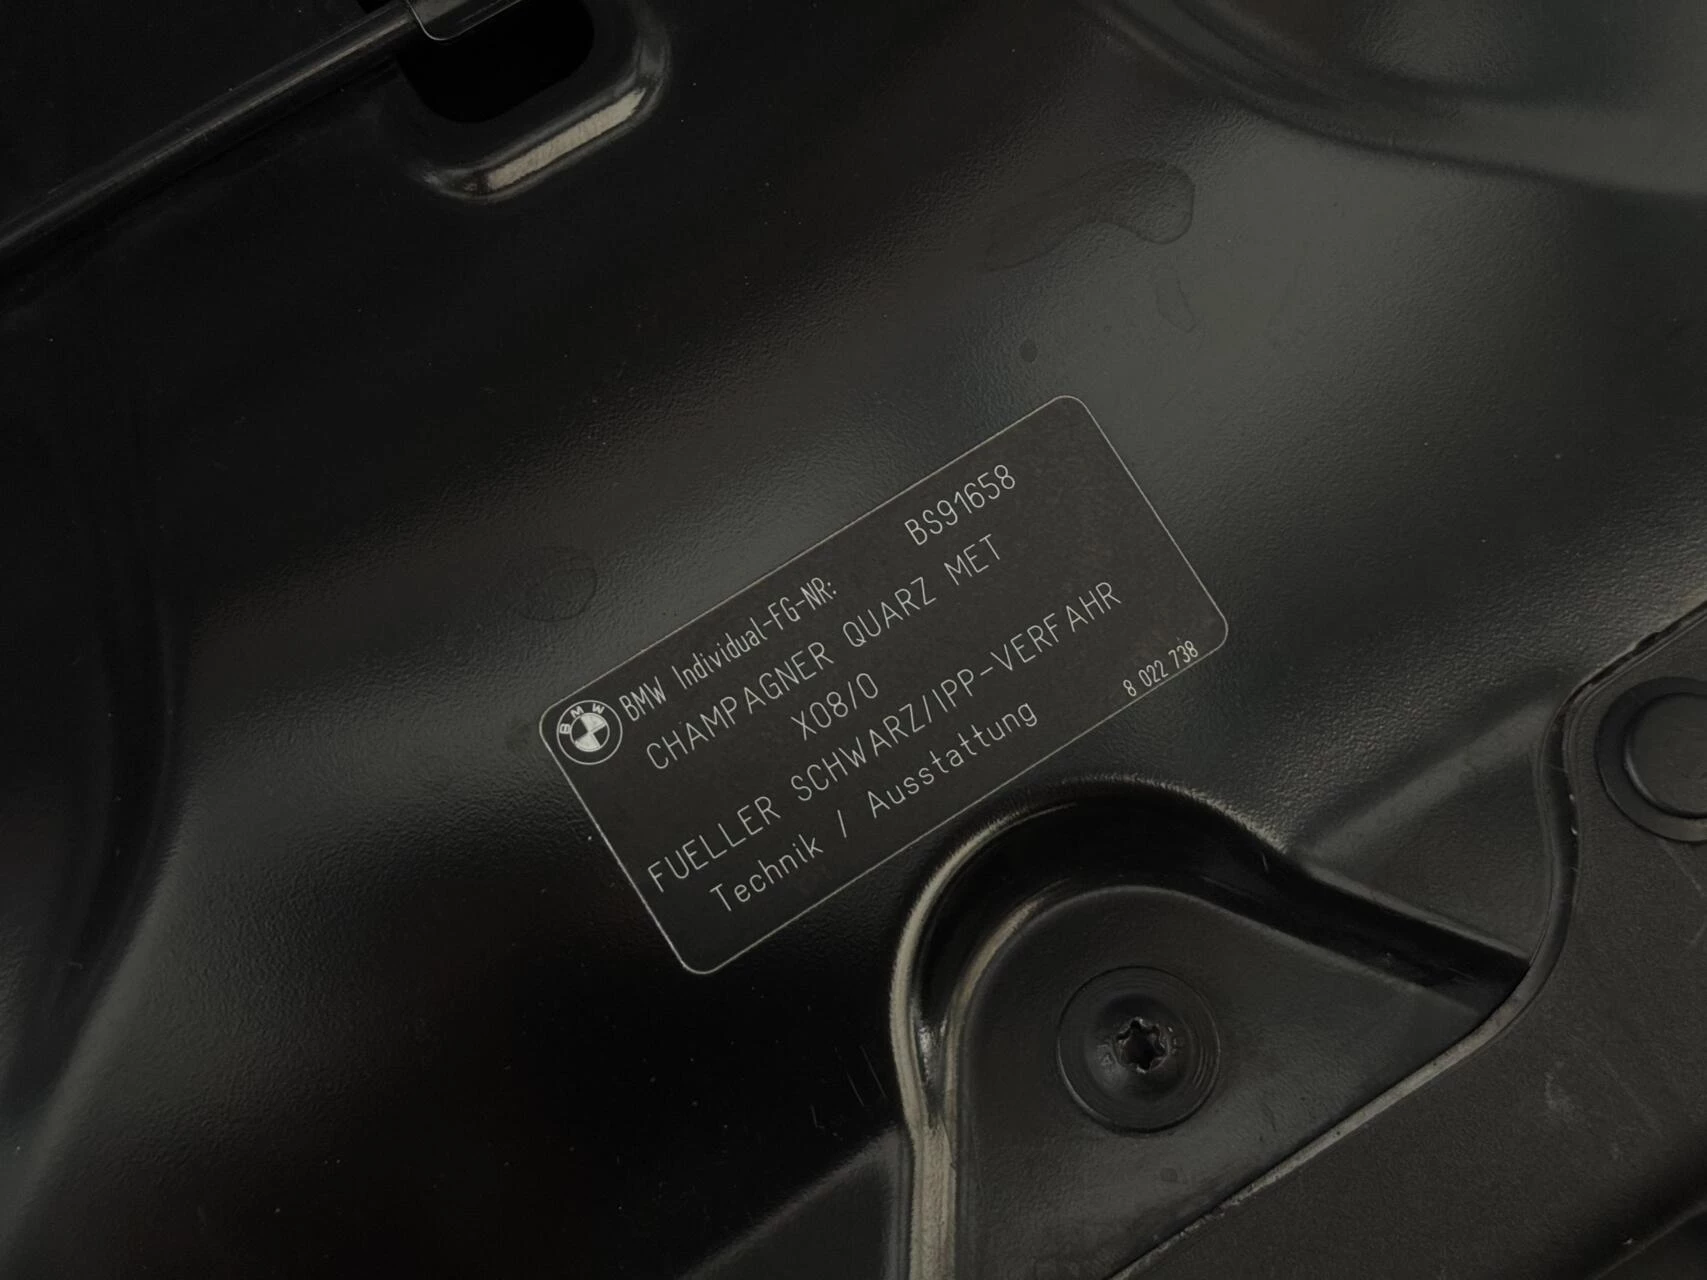 BMW
BMW Individual-FG-NR: BS91658
CHAMPAGNER QUARZ MET
X08/0
FUELLER SCHWARZ/IPP-VERFAHR
Technik / Ausstattung 8 022 738